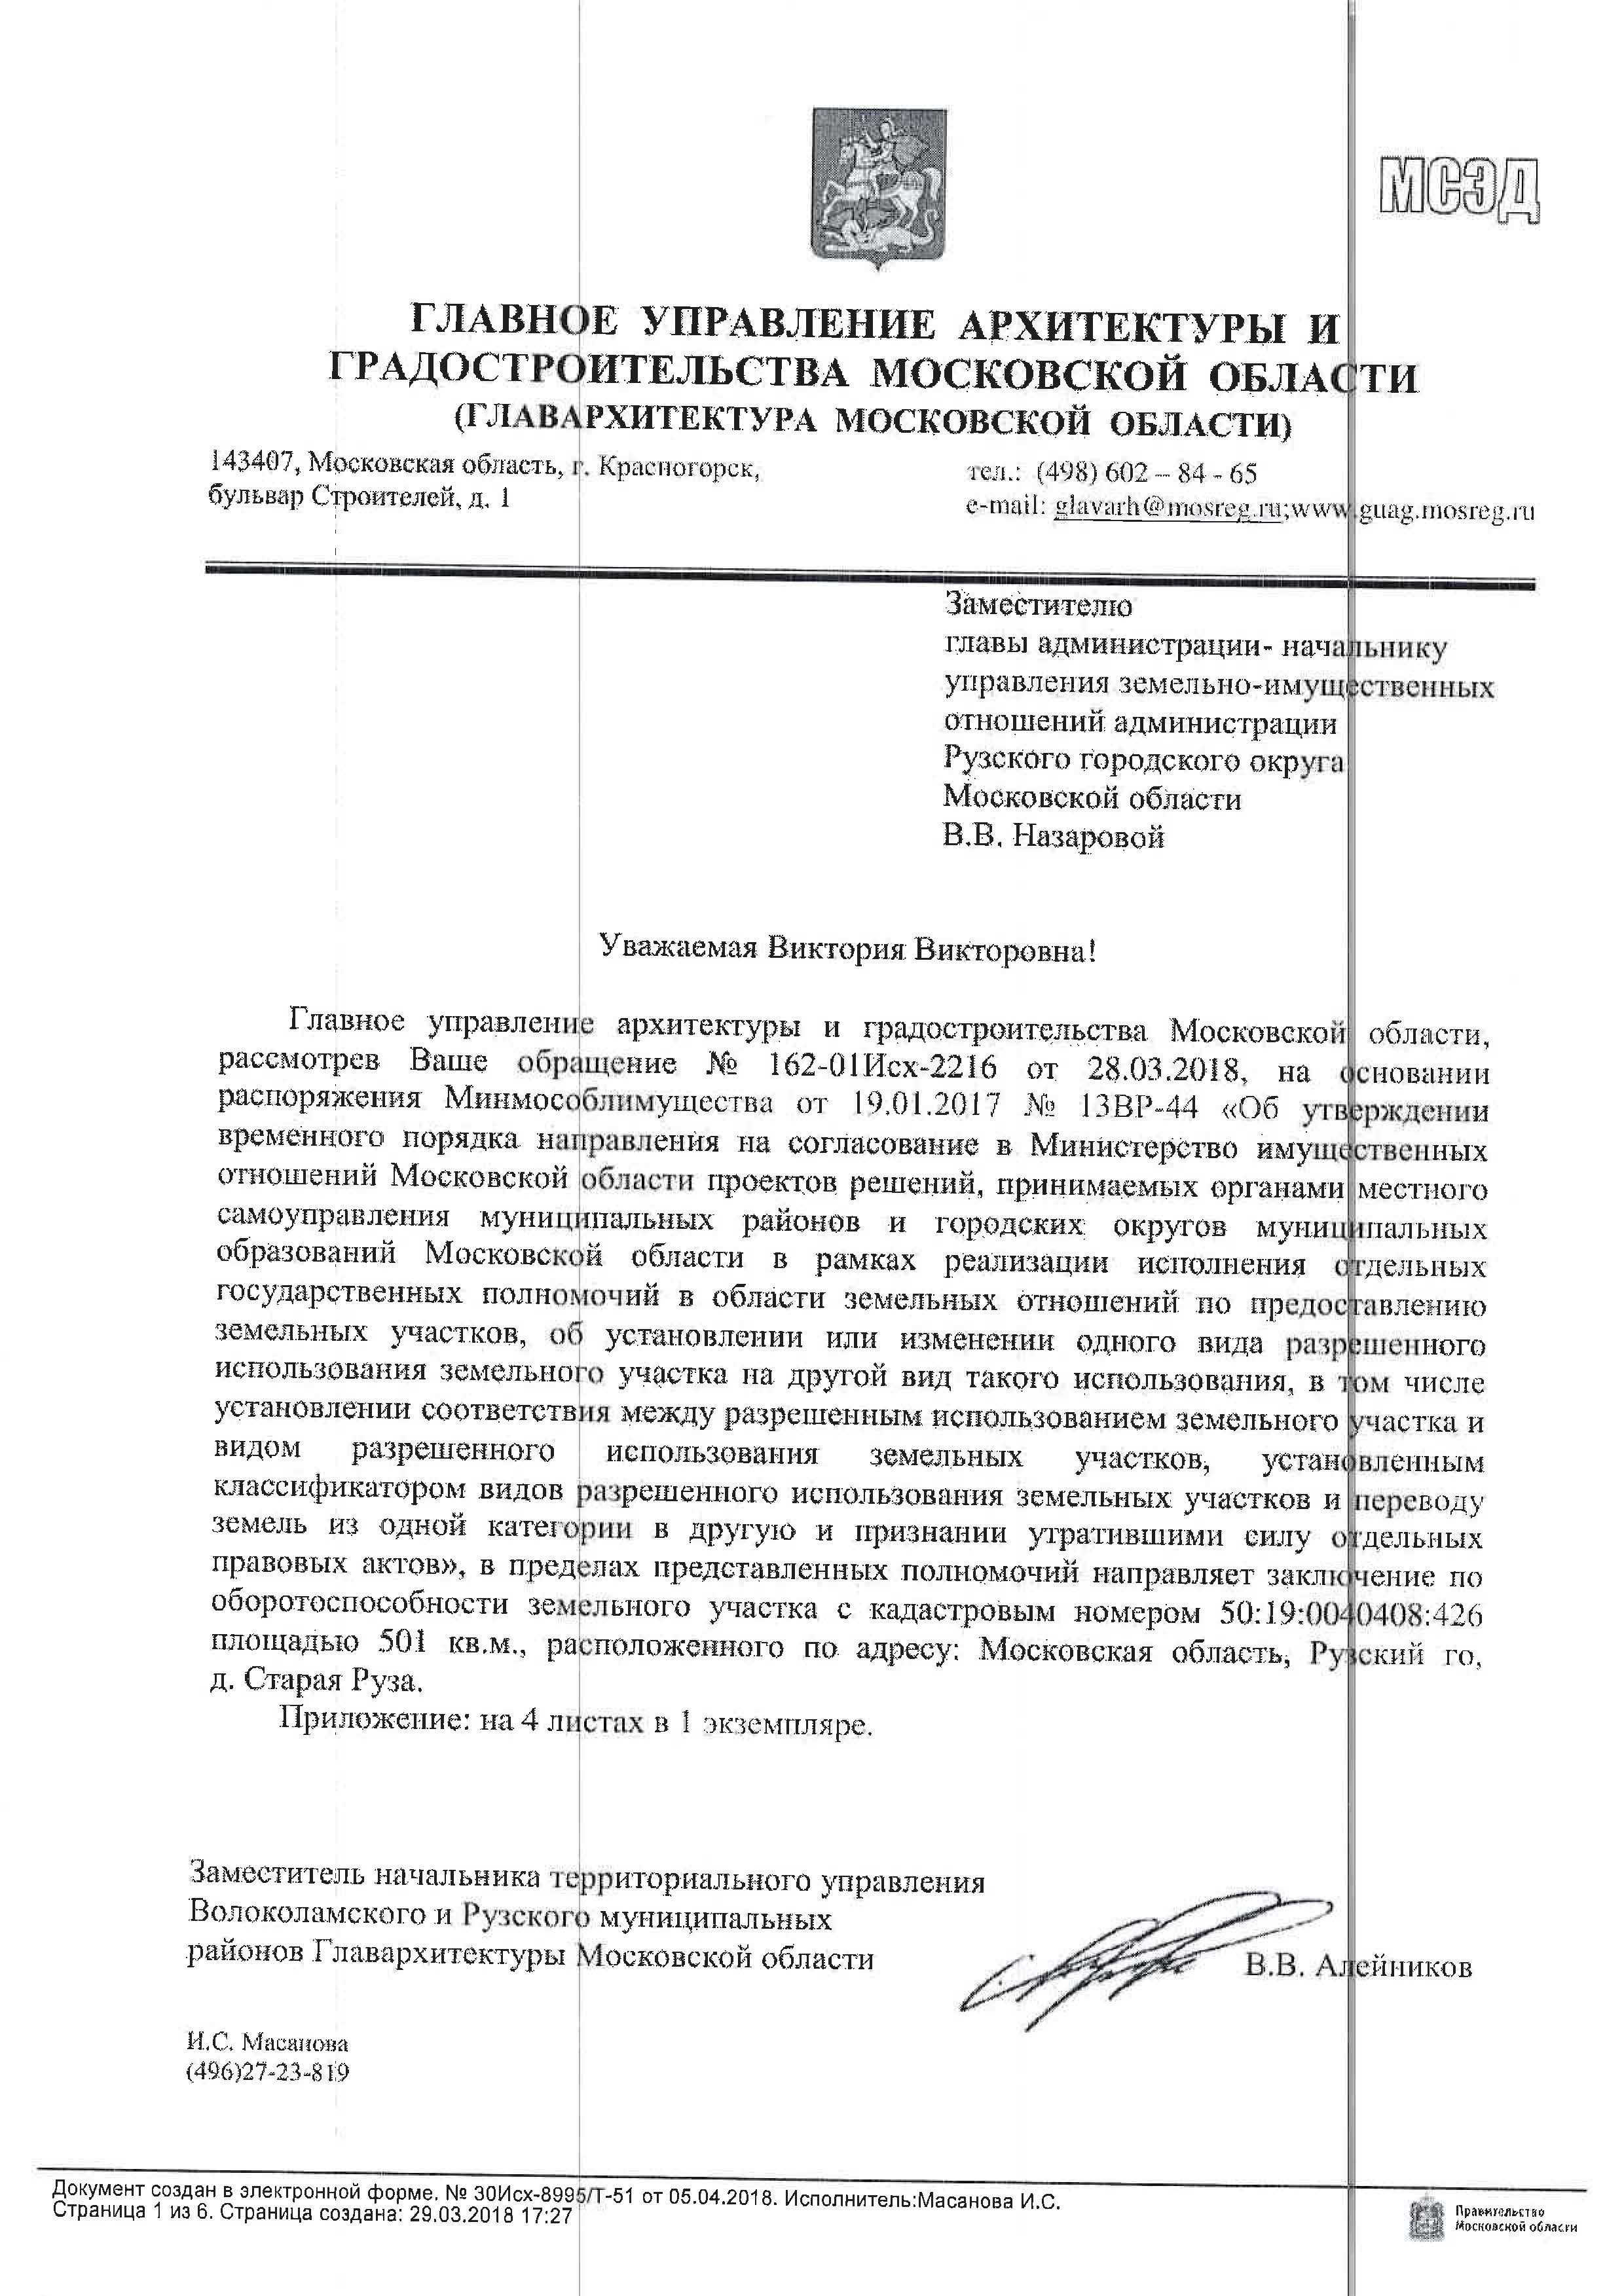 МСЭД
ГЛАВНОЕ УПРАВЛЕНИЕ АРХИТЕКТУРЫ И
ГРАДОСТРОИТЕЛЬСТВА МОСКОВСКОЙ ОБЛАСТИ
(ГЛАВАРХИТЕКТУРА МОСКОВСКОЙ ОБЛАСТИ)
143407, Московская область, г. Красногорск,
бульвар Строителей, д. 1
тел.: (498) 602 – 84 - 65
e-mail: glavarh@mosreg.ru;www.guag.mosreg.ru
Заместителю
главы администрации- начальнику
управления земельно-имущественных
отношений администрации
Рузского городского округа
Московской области
В.В. Назаровой
Уважаемая Виктория Викторовна!
Главное управление архитектуры и градостроительства Московской области,
рассмотрев Ваше обращение № 162-01Исх-2216 от 28.03.2018, на основании
распоряжения Минмособлимущества от 19.01.2017 № 13ВР-44 «Об утверждении
временного порядка направления на согласование в Министерство имущественных
отношений Московской области проектов решений, принимаемых органами местного
самоуправления муниципальных районов и городских округов муниципальных
образований Московской области в рамках реализации исполнения отдельных
государственных полномочий в области земельных отношений по предоставлению
земельных участков, об установлении или изменении одного вида разрешенного
использования земельного участка на другой вид такого использования, в том числе
установлении соответствия между разрешенным использованием земельного участка и
видом разрешенного использования земельных участков, установленным
классификатором видов разрешенного использования земельных участков и переводу
земель из одной категории в другую и признании утратившими силу отдельных
правовых актов», в пределах представленных полномочий направляет заключение по
оборотоспособности земельного участка с кадастровым номером 50:19:0040408:426
площадью 501 кв.м., расположенного по адресу: Московская область, Рузский го,
д. Старая Руза.
Приложение: на 4 листах в 1 экземпляре.
Заместитель начальника территориального управления
Волоколамского и Рузского муниципальных
районов Главархитектуры Московской области
В.В. Алейников
И.С. Масанова
(496)27-23-819
Документ создан в электронной форме. № 30Исх-8995/Т-51 от 05.04.2018. Исполнитель:Масанова И.С.
Страница 1 из 6. Страница создана: 29.03.2018 17:27
Правительство
Московской области